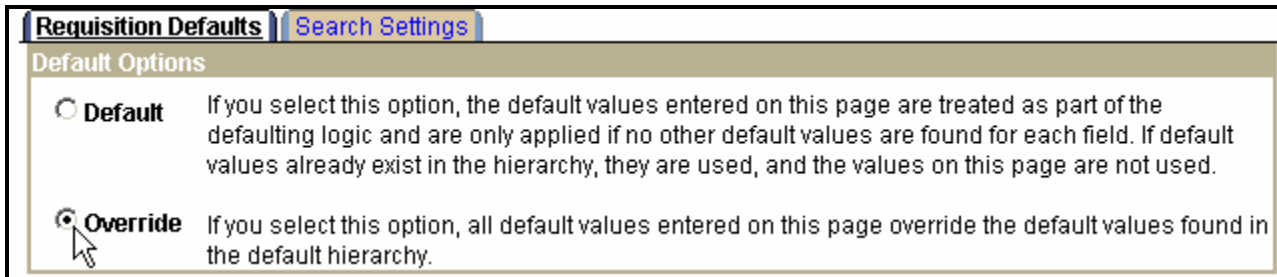 Requisition Defaults Search Settings
Default Options
Default If you select this option, the default values entered on this page are treated as part of the
defaulting logic and are only applied if no other default values are found for each field. If default
values already exist in the hierarchy, they are used, and the values on this page are not used.
Override If you select this option, all default values entered on this page override the default values found in
the default hierarchy.